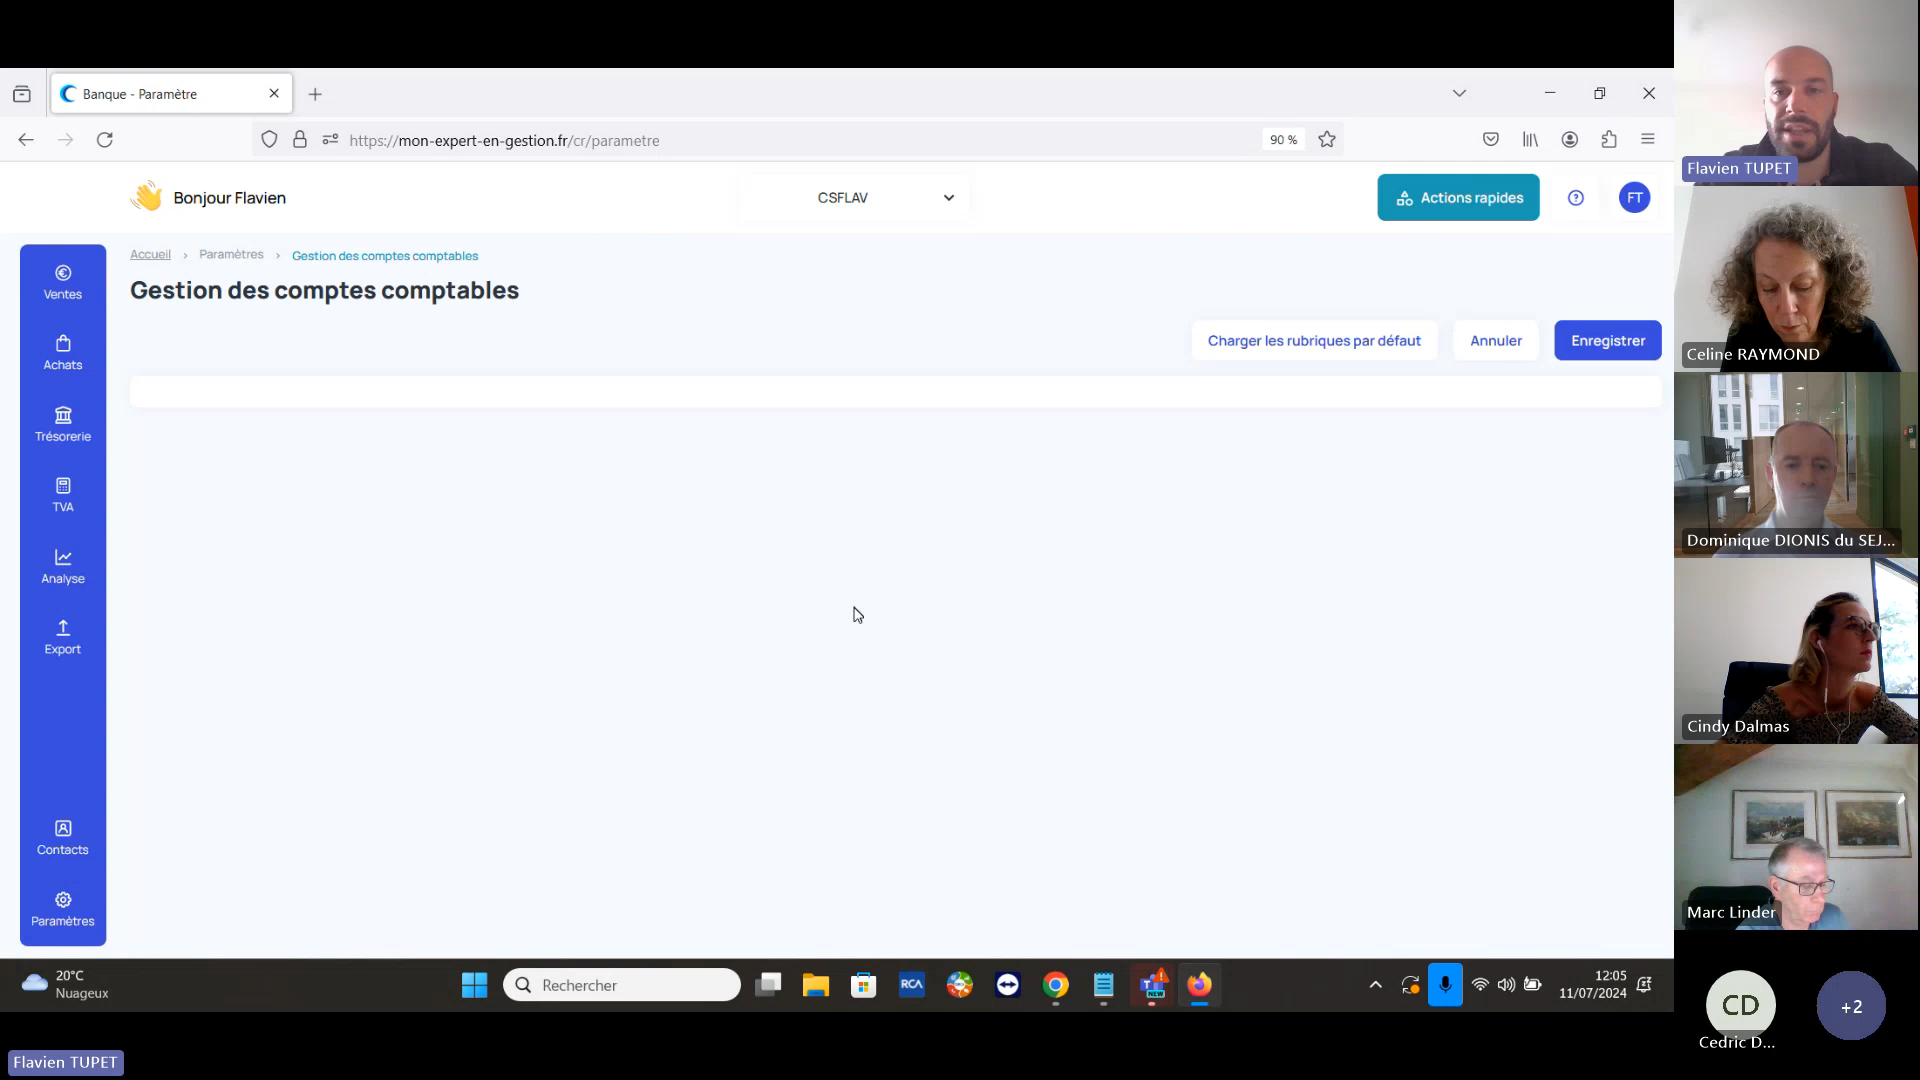 Banque - Paramètre
https://mon-expert-en-gestion.fr/cr/parametre
90 %
Bonjour Flavien
CSFLAV
Actions rapides
FT
Ventes
Achats
Trésorerie
TVA
Analyse
Export
Contacts
Paramètres
Accueil > Paramètres > Gestion des comptes comptables
Gestion des comptes comptables
Charger les rubriques par défaut
Annuler
Enregistrer
20°C
Nuageux
Rechercher
RCA
NEW
12:05
11/07/2024
Flavien TUPET
Flavien TUPET
Celine RAYMOND
Dominique DIONIS du SEJ...
Cindy Dalmas
Marc Linder
CD
Cedric D...
+2